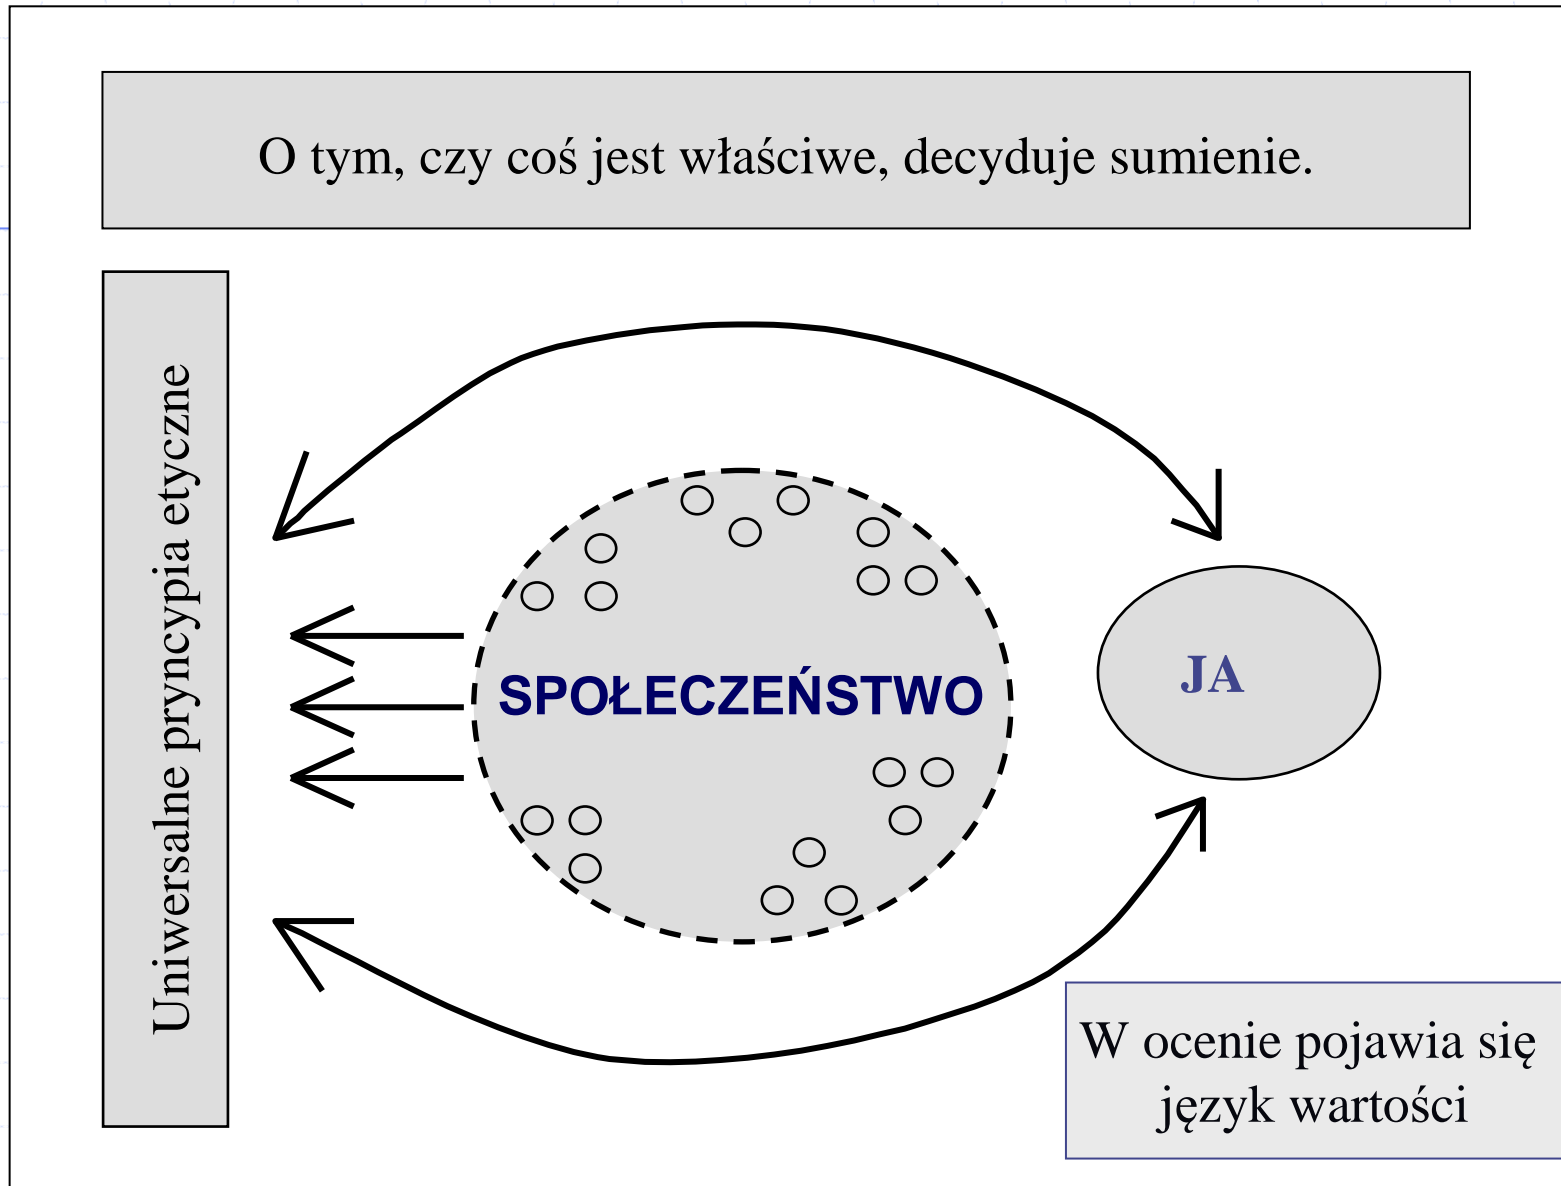 O tym, czy coś jest właściwe, decyduje sumienie.
Uniwersalne pryncypia etyczne
SPOŁECZEŃSTWO
JA
W ocenie pojawia się
język wartości